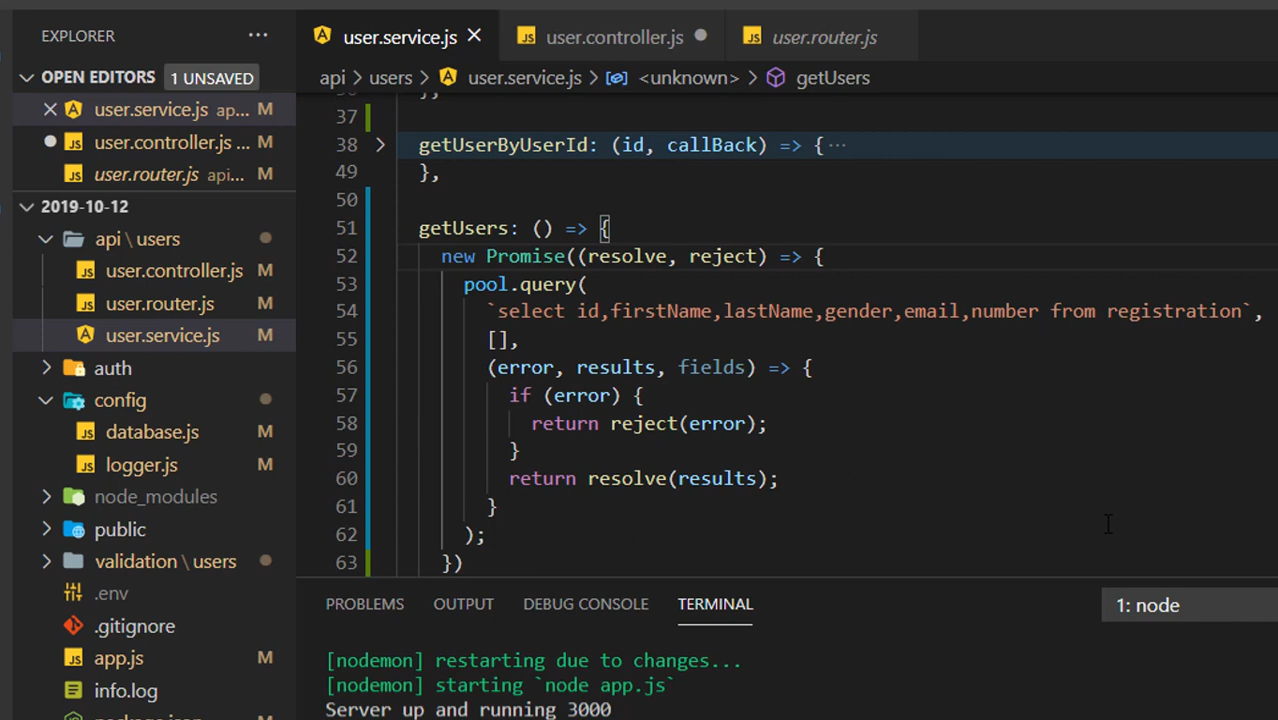 EXPLORER ...
OPEN EDITORS 1 UNSAVED
user.service.js ap... M
user.controller.js ...
user.router.js api... M
2019-10-12
api \ users
user.controller.js M
user.router.js M
user.service.js M
auth
config
database.js M
logger.js M
node_modules
public
validation \ users
.env
.gitignore
app.js M
info.log
user.service.js
user.controller.js
user.router.js
api > users > user.service.js > <unknown> > getUsers
37
38 getUserByUserId: (id, callBack) => { ...
49 },
50
51 getUsers: () => {
52 new Promise((resolve, reject) => {
53 pool.query(
54 `select id,firstName,lastName,gender,email,number from registration`,
55 [],
56 (error, results, fields) => {
57 if (error) {
58 return reject(error);
59 }
60 return resolve(results);
61 }
62 );
63 })
PROBLEMS OUTPUT DEBUG CONSOLE TERMINAL 1: node
[nodemon] restarting due to changes...
[nodemon] starting `node app.js`
Server up and running 3000